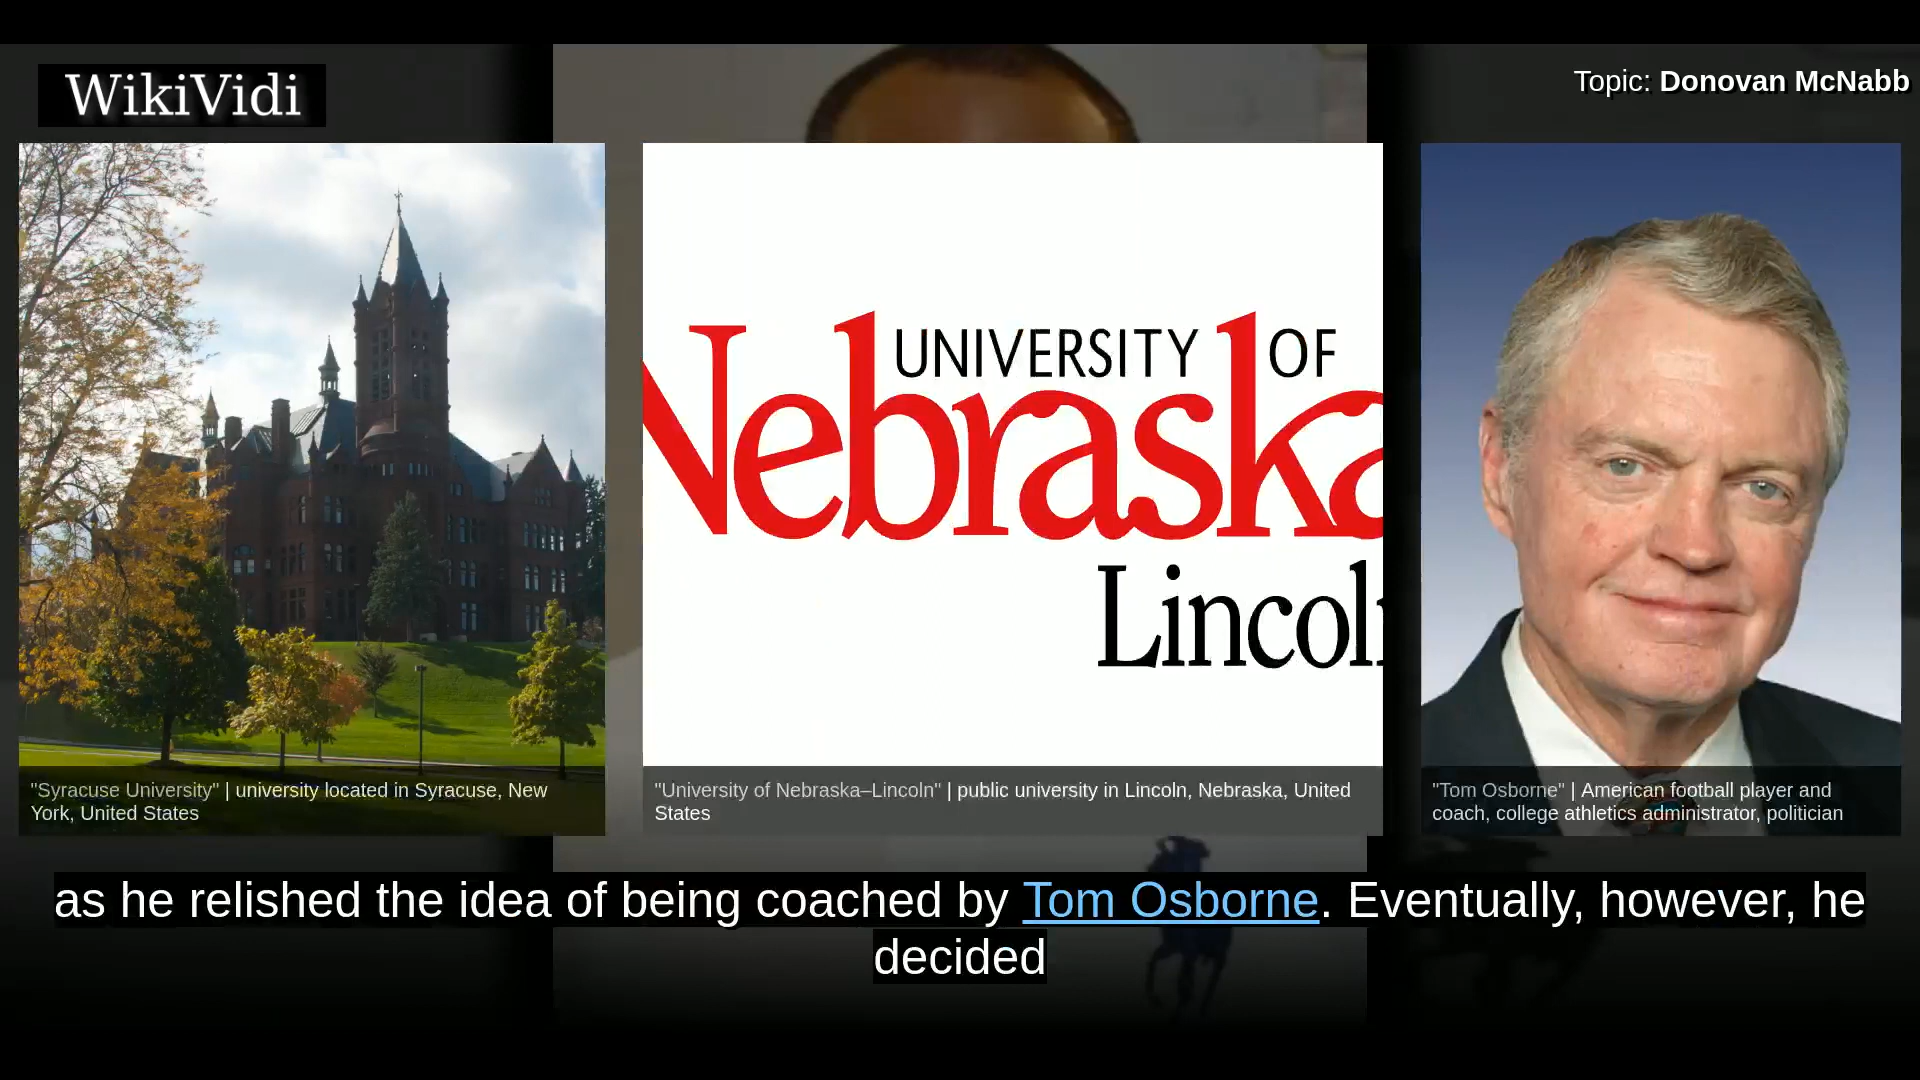 WikiVidi
Topic: Donovan McNabb
UNIVERSITY OF
Nebraska
Lincol
"Syracuse University" | university located in Syracuse, New
York, United States
"University of Nebraska–Lincoln" | public university in Lincoln, Nebraska, United
States
"Tom Osborne" | American football player and
coach, college athletics administrator, politician
as he relished the idea of being coached by Tom Osborne. Eventually, however, he
decided